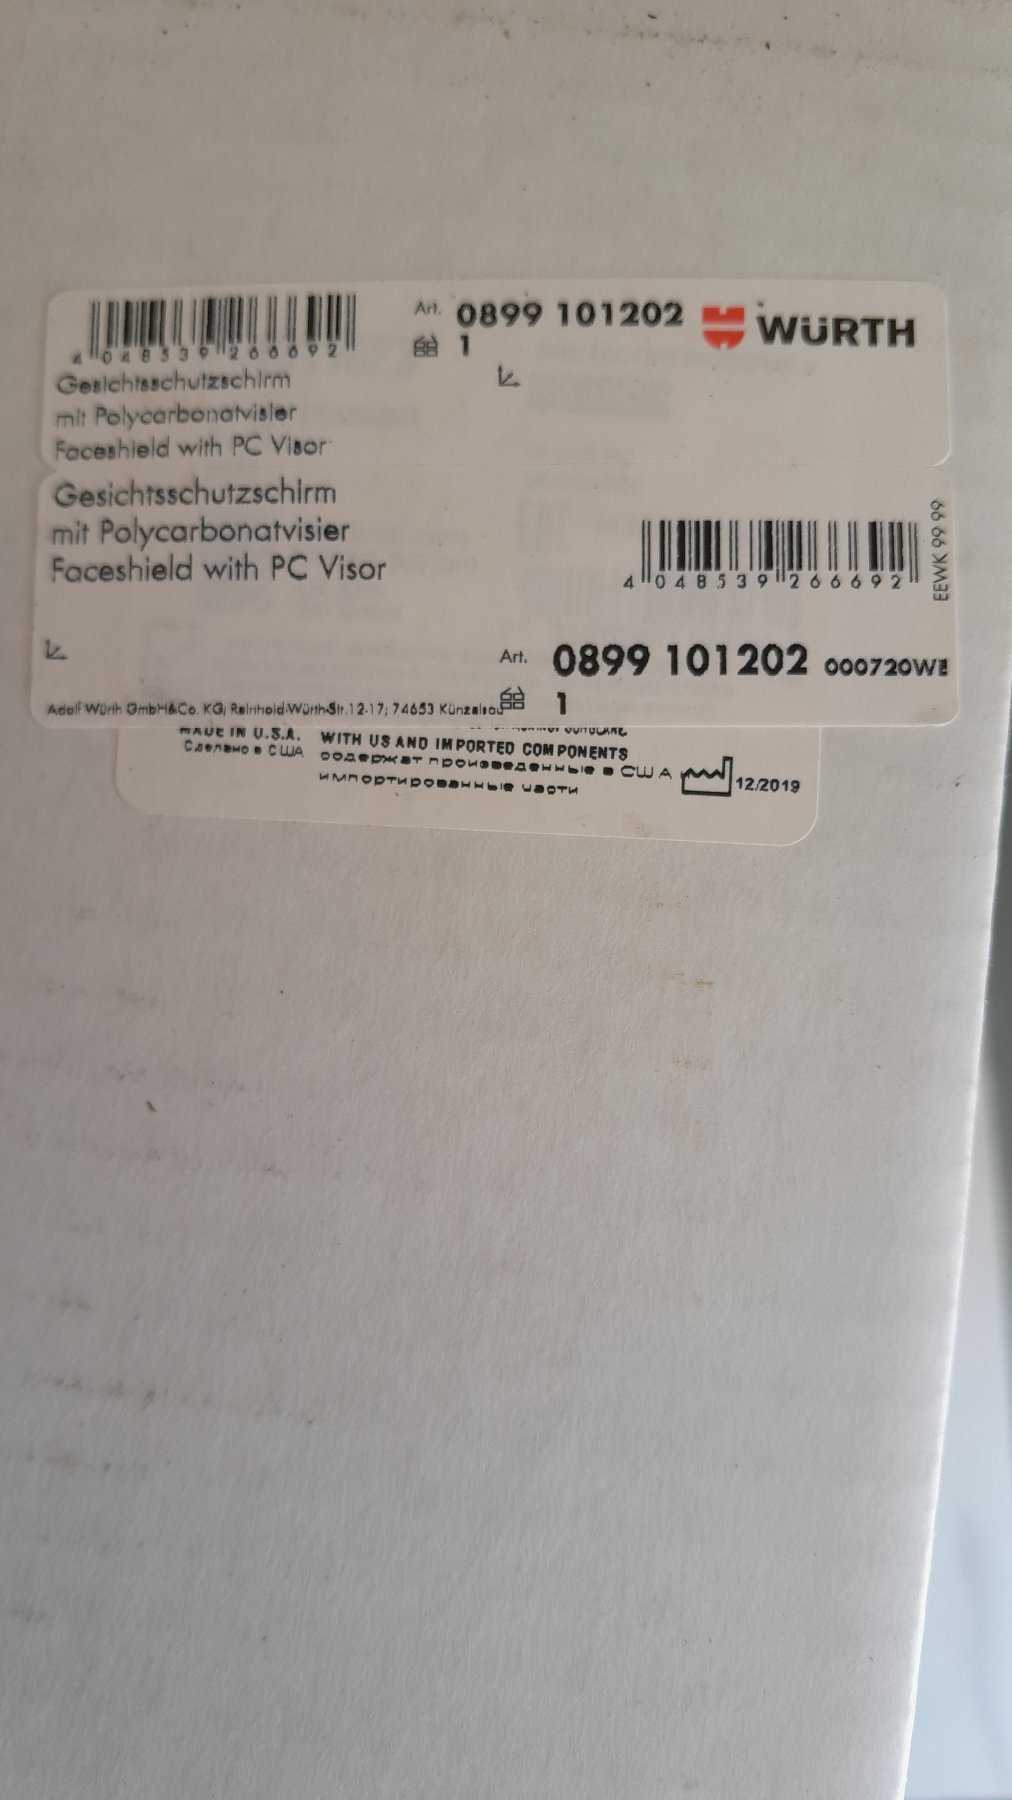 Art. 0899 101202 WÜRTH
1
4 048539 266692
Gesichtsschutzschirm
mit Polycarbonatvisier
Faceshield with PC Visor
Gesichtsschutzschirm
mit Polycarbonatvisier
Faceshield with PC Visor
4 048539 266692
EEWK 99 99
Art. 0899 101202 000720WE
1
Adolf Würth GmbH&Co. KG; Reinhold-Würth-Str.12-17; 74653 Künzelsau
MADE IN U.S.A. WITH US AND IMPORTED COMPONENTS
Сделано в США содержат произведенные в США
импортированные части
12/2019